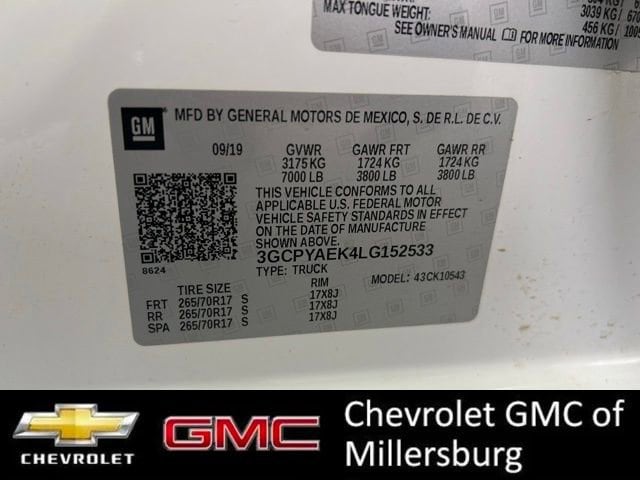 MAX TONGUE WEIGHT:
3039 KG /
456 KG /
SEE OWNER'S MANUAL FOR MORE INFORMATION
GM
MFD BY GENERAL MOTORS DE MEXICO, S. DE R.L. DE C.V.
09/19 GVWR GAWR FRT GAWR RR
3175 KG 1724 KG 1724 KG
7000 LB 3800 LB 3800 LB
THIS VEHICLE CONFORMS TO ALL
APPLICABLE U.S. FEDERAL MOTOR
VEHICLE SAFETY STANDARDS IN EFFECT
ON THE DATE OF MANUFACTURE
SHOWN ABOVE.
3GCPYAEK4LG152533
8624
TYPE: TRUCK MODEL: 43CK10543
TIRE SIZE RIM
FRT 265/70R17 S 17X8J
RR 265/70R17 S 17X8J
SPA 265/70R17 S 17X8J
CHEVROLET
GMC
Chevrolet GMC of
Millersburg